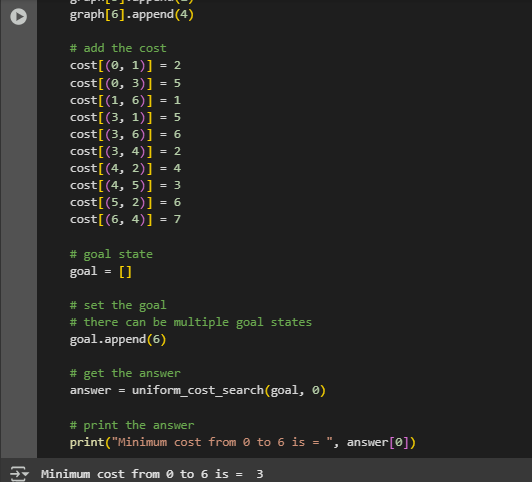 graph[6].append(4)
# add the cost
cost[(0, 1)] = 2
cost[(0, 3)] = 5
cost[(1, 6)] = 1
cost[(3, 1)] = 5
cost[(3, 6)] = 6
cost[(3, 4)] = 2
cost[(4, 2)] = 4
cost[(4, 5)] = 3
cost[(5, 2)] = 6
cost[(6, 4)] = 7
# goal state
goal = []
# set the goal
# there can be multiple goal states
goal.append(6)
# get the answer
answer = uniform_cost_search(goal, 0)
# print the answer
print("Minimum cost from 0 to 6 is = ", answer[0])
Minimum cost from 0 to 6 is =  3